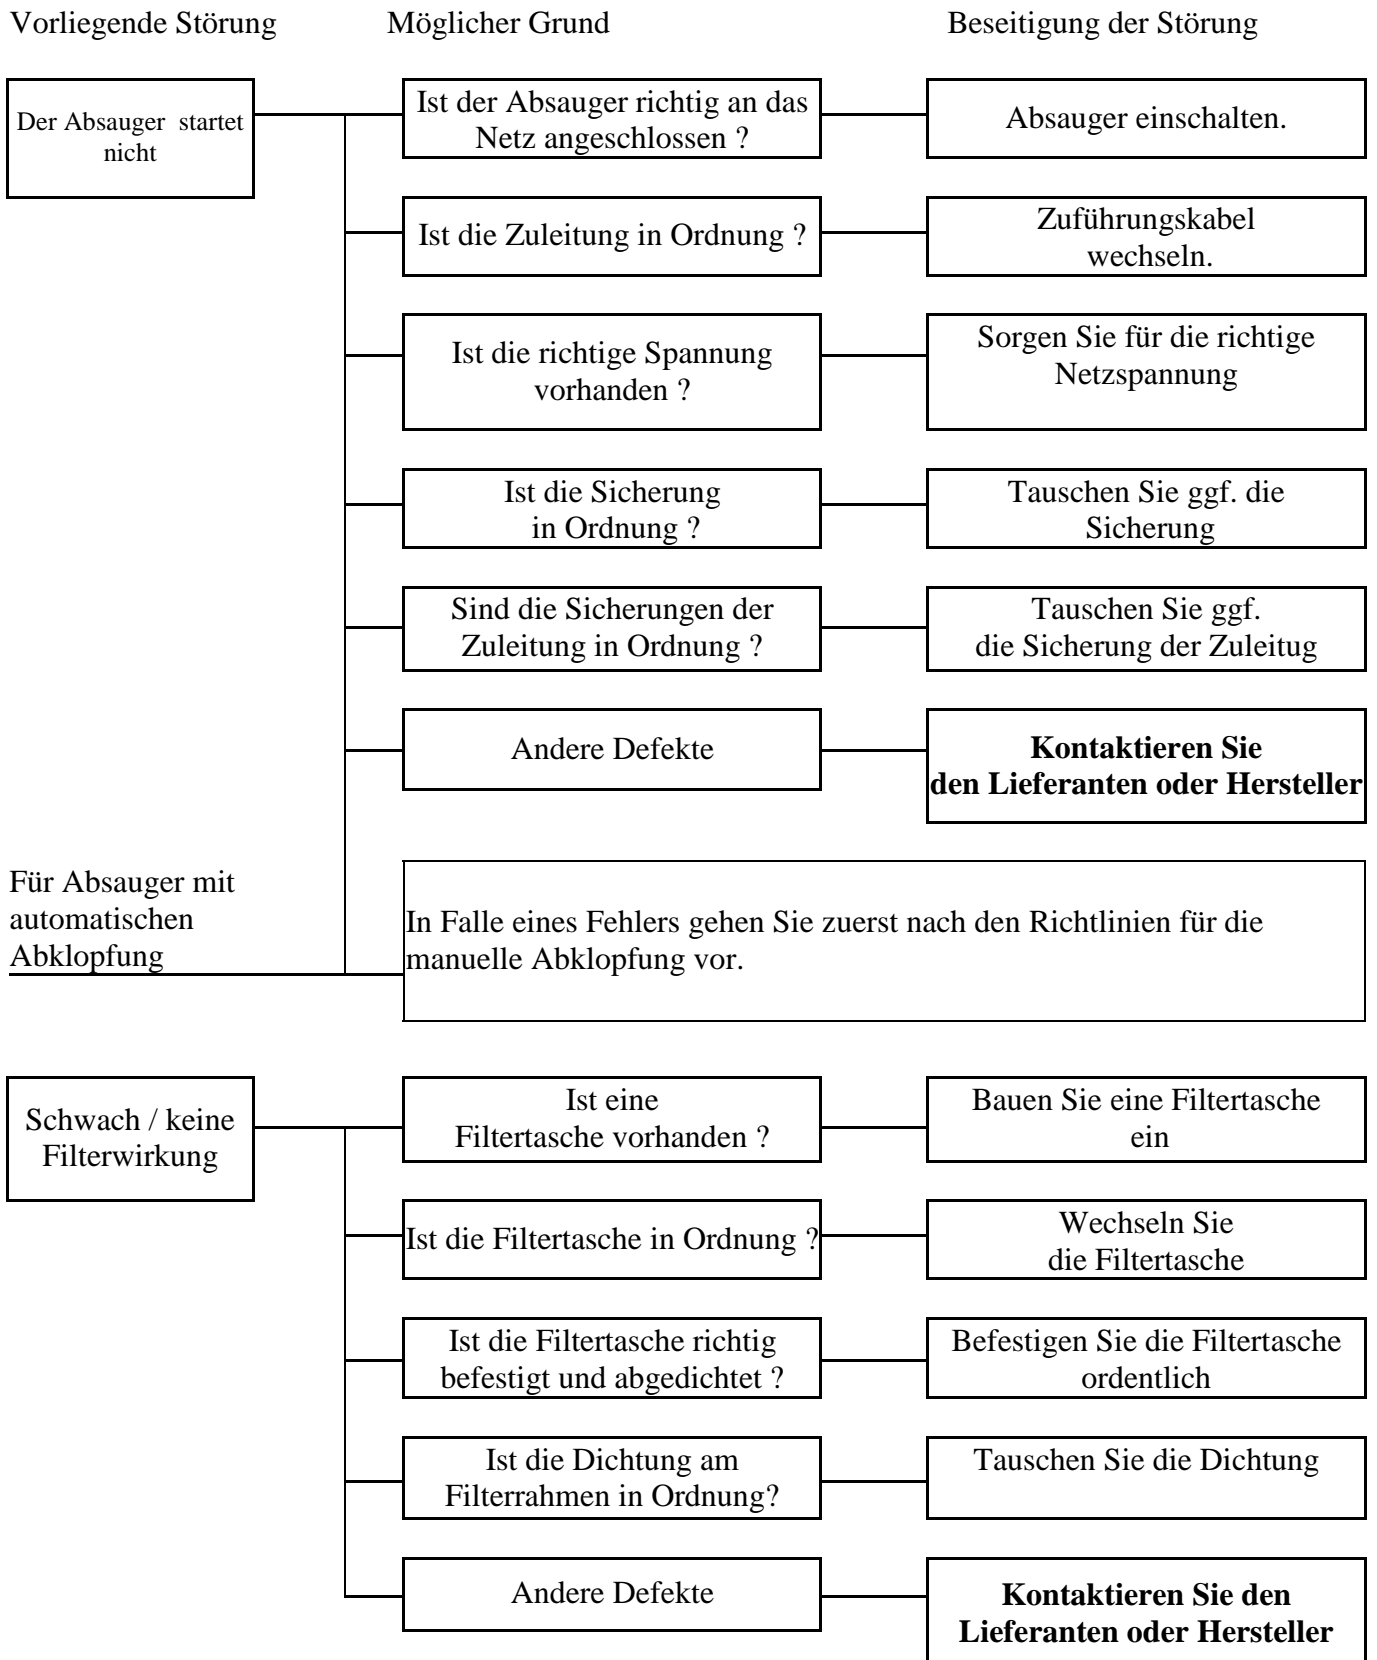 Vorliegende Störung
Möglicher Grund
Beseitigung der Störung
Der Absauger startet
nicht
Ist der Absauger richtig an das
Netz angeschlossen ?
Absauger einschalten.
Ist die Zuleitung in Ordnung ?
Zuführungskabel
wechseln.
Ist die richtige Spannung
vorhanden ?
Sorgen Sie für die richtige
Netzspannung
Ist die Sicherung
in Ordnung ?
Tauschen Sie ggf. die
Sicherung
Sind die Sicherungen der
Zuleitung in Ordnung ?
Tauschen Sie ggf.
die Sicherung der Zuleitug
Andere Defekte
Kontaktieren Sie
den Lieferanten oder Hersteller
Für Absauger mit
automatischen
Abklopfung
In Falle eines Fehlers gehen Sie zuerst nach den Richtlinien für die
manuelle Abklopfung vor.
Schwach / keine
Filterwirkung
Ist eine
Filtertasche vorhanden ?
Bauen Sie eine Filtertasche
ein
Ist die Filtertasche in Ordnung ?
Wechseln Sie
die Filtertasche
Ist die Filtertasche richtig
befestigt und abgedichtet ?
Befestigen Sie die Filtertasche
ordentlich
Ist die Dichtung am
Filterrahmen in Ordnung?
Tauschen Sie die Dichtung
Andere Defekte
Kontaktieren Sie den
Lieferanten oder Hersteller